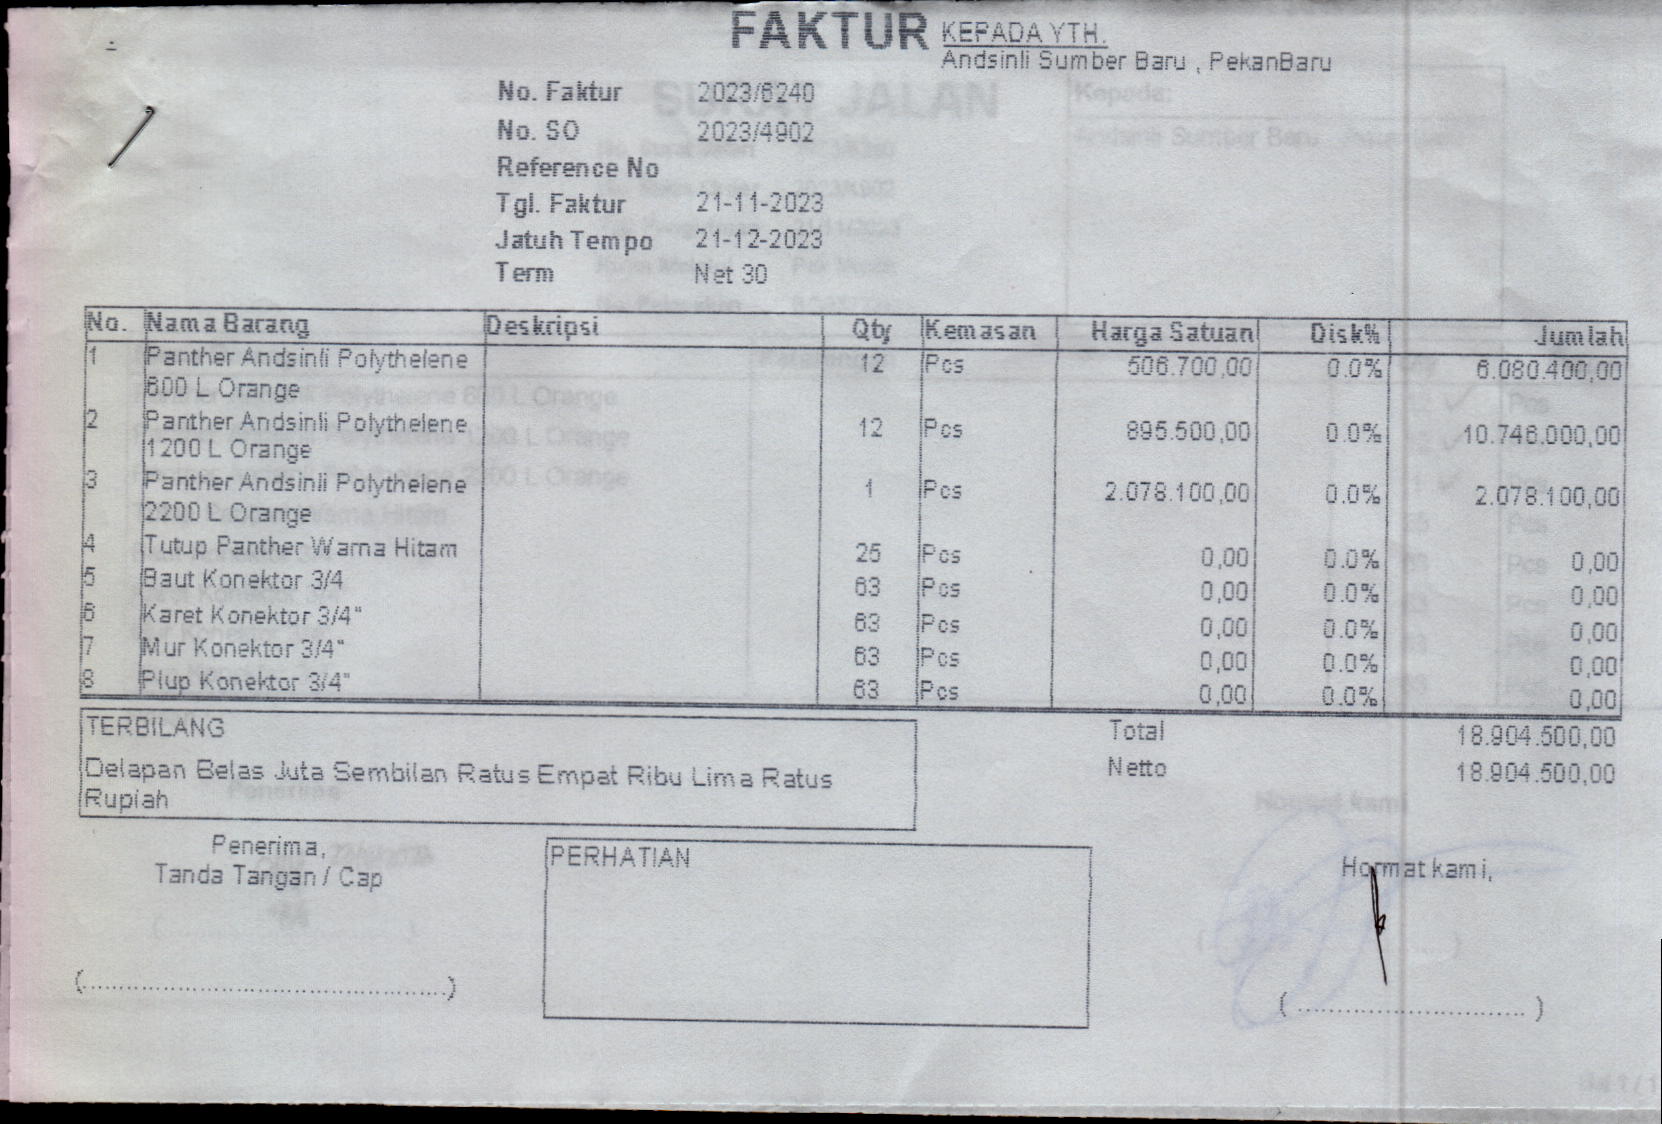 FAKTUR
KEPADA YTH.
Andsinli Sumber Baru , PekanBaru
No. Faktur 2023/6240
No. SO 2023/4902
Reference No
Tgl. Faktur 21-11-2023
Jatuh Tempo 21-12-2023
Term Net 30
No. Nama Barang Deskripsi Qty Kemasan Harga Satuan Disk% Jumlah
1 Panther Andsinli Polythelene 12 Pcs 506.700,00 0.0% 6.080.400,00
600 L Orange
2 Panther Andsinli Polythelene 12 Pcs 895.500,00 0.0% 10.746.000,00
1200 L Orange
3 Panther Andsinli Polythelene 1 Pcs 2.078.100,00 0.0% 2.078.100,00
2200 L Orange
4 Tutup Panther Warna Hitam 25 Pcs 0,00 0.0% 0,00
5 Baut Konektor 3/4 63 Pcs 0,00 0.0% 0,00
6 Karet Konektor 3/4" 63 Pcs 0,00 0.0% 0,00
7 Mur Konektor 3/4" 63 Pcs 0,00 0.0% 0,00
8 Plup Konektor 3/4" 63 Pcs 0,00 0.0% 0,00
TERBILANG
Delapan Belas Juta Sembilan Ratus Empat Ribu Lima Ratus
Rupiah
Total 18.904.500,00
Netto 18.904.500,00
Penerima,
Tanda Tangan / Cap
(................................................)
PERHATIAN
Hormat kami,
(..............................)